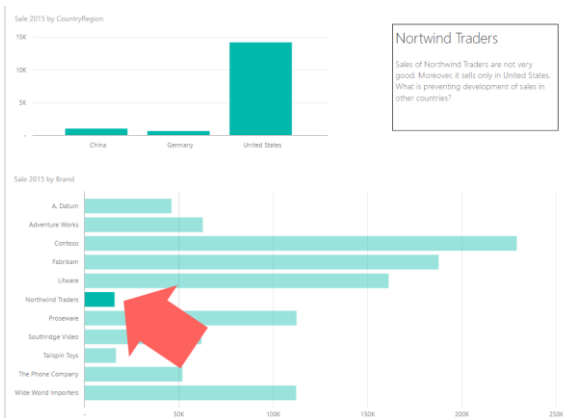 Sale 2015 by CountryRegion
15K
10K
5K
-
China
Germany
United States
Nortwind Traders
Sales of Northwind Traders are not very
good. Moreover, it sells only in United States.
What is preventing development of sales in
other countries?
Sale 2015 by Brand
A. Datum
Adventure Works
Contoso
Fabrikam
Litware
Northwind Traders
Proseware
Southridge Video
Tailspin Toys
The Phone Company
Wide World Importers
-
50K
100K
150K
200K
250K